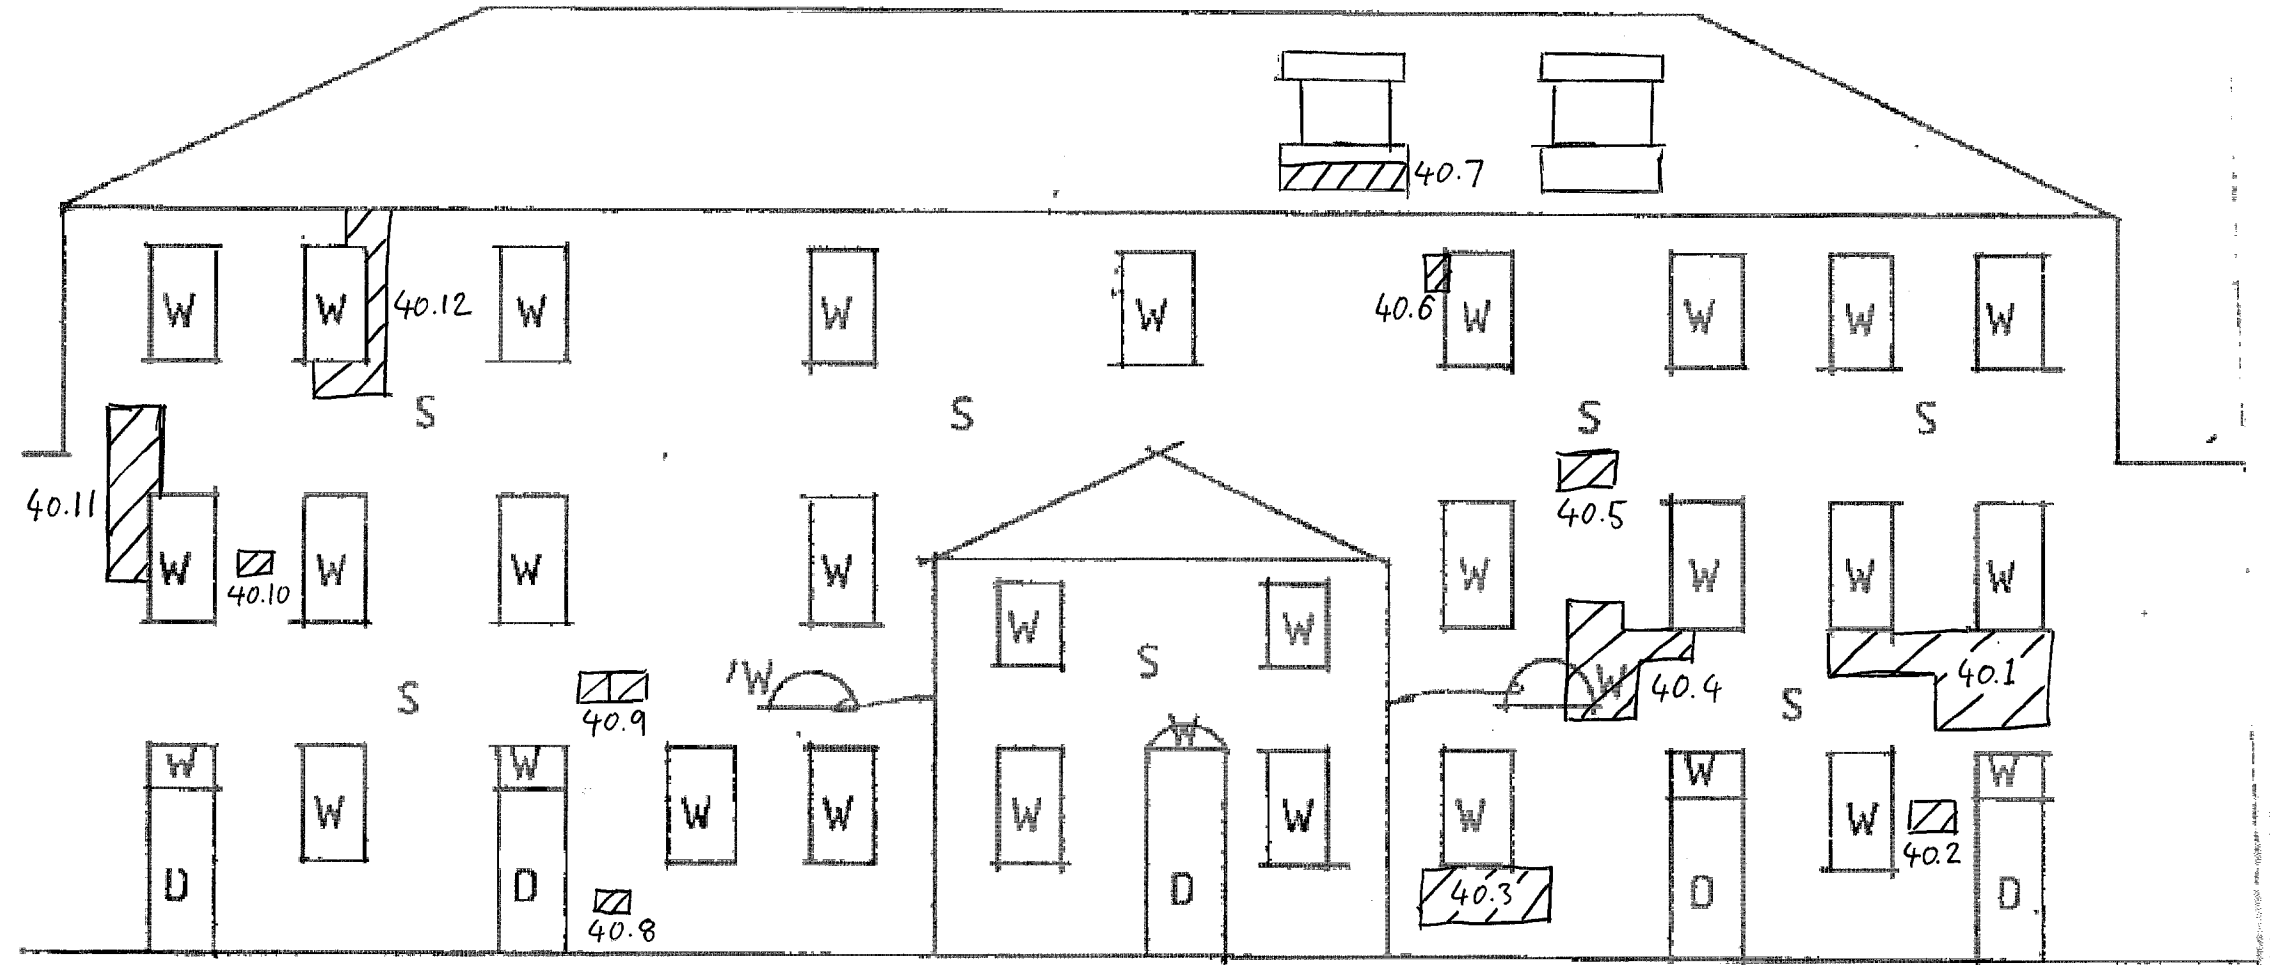 40.7
W W 40.12 W W W 40.6 W W W W
S S S S
40.11 W 40.10 W W W W 40.5 W W W
W S W
S 40.9 'W W 40.4 S 40.1
W W W W W W W W W W W W
D D 40.8 D 40.3 D 40.2 D